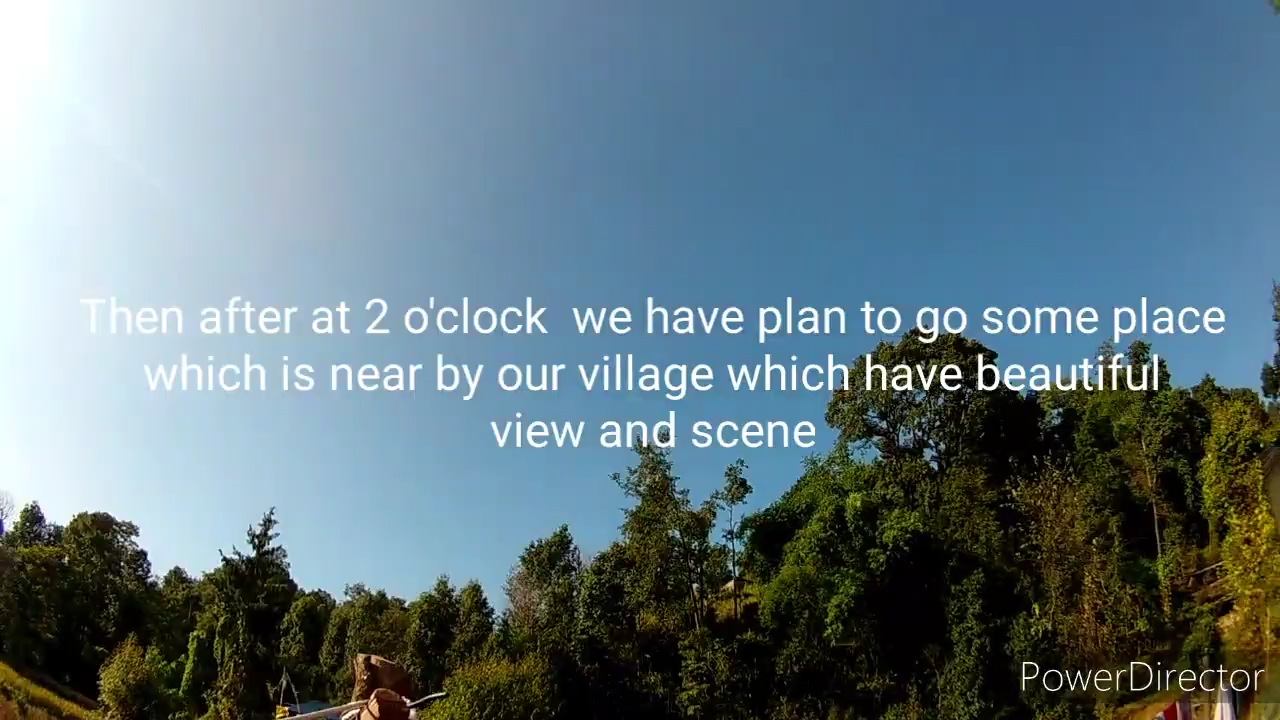 Then after at 2 o'clock  we have plan to go some place
which is near by our village which have beautiful
view and scene
PowerDirector